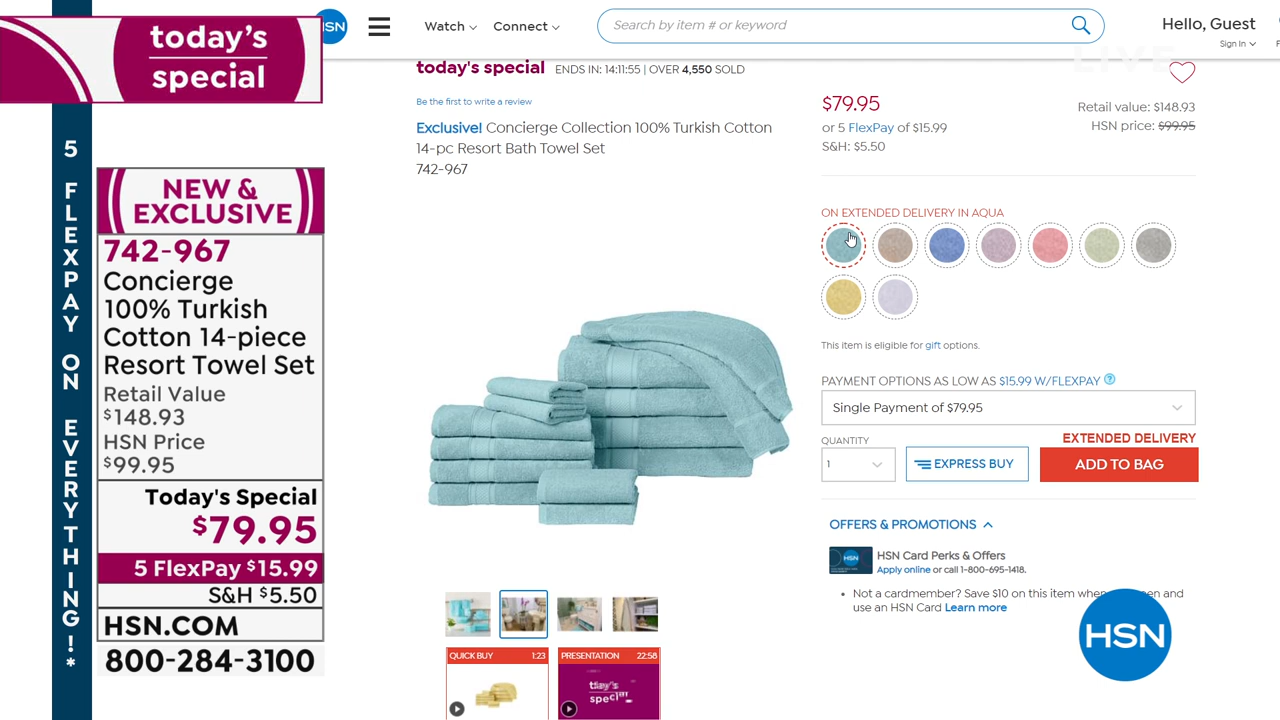 today's
special
5 FLEXPAY ON EVERYTHING!*
NEW &
EXCLUSIVE
742-967
Concierge
100% Turkish
Cotton 14-piece
Resort Towel Set
Retail Value
$148.93
HSN Price
$99.95
Today's Special
$79.95
5 FlexPay $15.99
S&H $5.50
HSN.COM
800-284-3100
HSN
Watch
Connect
Search by item # or keyword
Hello, Guest
Sign In
LIVE
today's special ENDS IN: 14:11:55 | OVER 4,550 SOLD
Be the first to write a review
Exclusive! Concierge Collection 100% Turkish Cotton
14-pc Resort Bath Towel Set
742-967
$79.95
or 5 FlexPay of $15.99
S&H: $5.50
Retail value: $148.93
HSN price: $99.95
ON EXTENDED DELIVERY IN AQUA
This item is eligible for gift options.
PAYMENT OPTIONS AS LOW AS $15.99 W/FLEXPAY ?
Single Payment of $79.95
QUANTITY
1
EXPRESS BUY
EXTENDED DELIVERY
ADD TO BAG
OFFERS & PROMOTIONS
HSN
HSN Card Perks & Offers
Apply online or call 1-800-695-1418.
• Not a cardmember? Save $10 on this item when and
use an HSN Card Learn more
QUICK BUY 1:23
PRESENTATION 22:58
today's
special
HSN